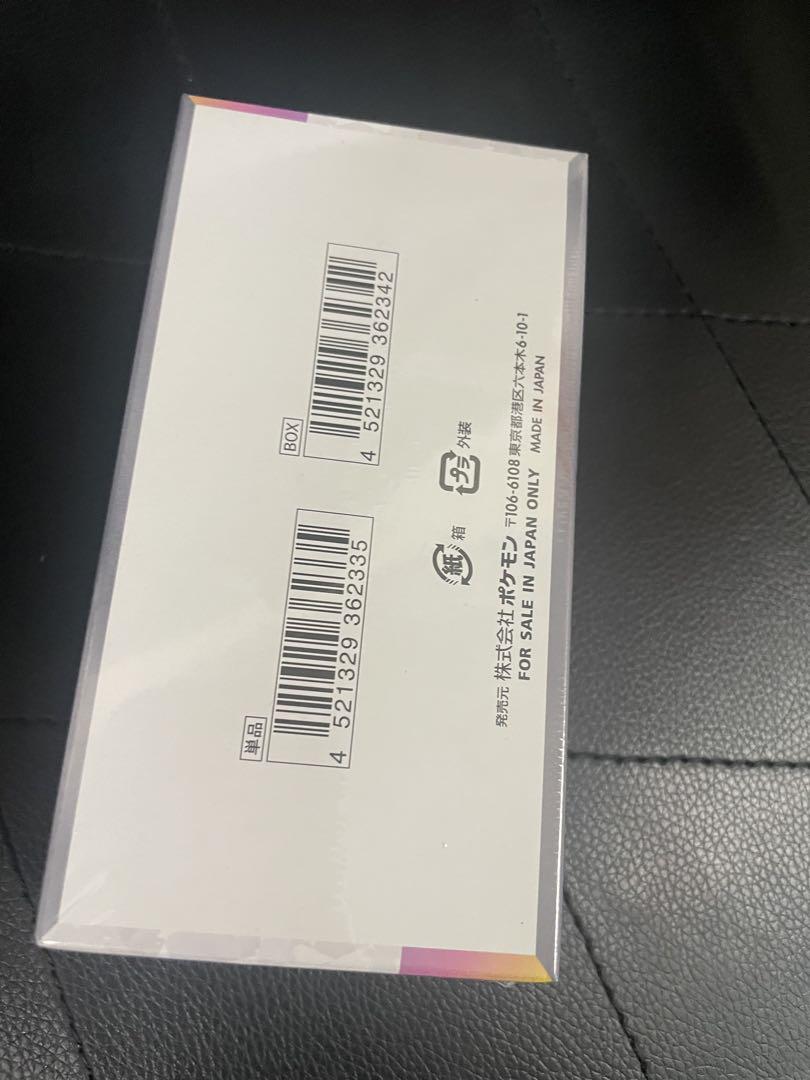 単品
4 521329 362335
BOX
4 521329 362342
紙 箱
プラ 外装
発売元 株式会社ポケモン 〒106-6108 東京都港区六本木6-10-1
FOR SALE IN JAPAN ONLY MADE IN JAPAN